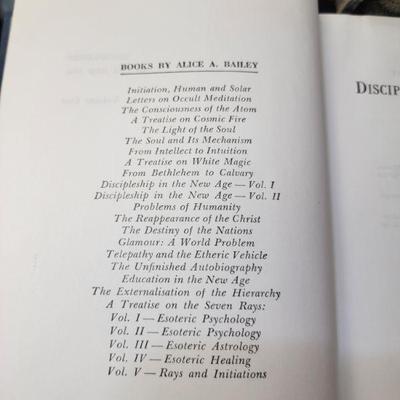 BOOKS BY ALICE A. BAILEY
Initiation, Human and Solar
Letters on Occult Meditation
The Consciousness of the Atom
A Treatise on Cosmic Fire
The Light of the Soul
The Soul and Its Mechanism
From Intellect to Intuition
A Treatise on White Magic
From Bethlehem to Calvary
Discipleship in the New Age — Vol. I
Discipleship in the New Age — Vol. II
Problems of Humanity
The Reappearance of the Christ
The Destiny of the Nations
Glamour: A World Problem
Telepathy and the Etheric Vehicle
The Unfinished Autobiography
Education in the New Age
The Externalisation of the Hierarchy
A Treatise on the Seven Rays:
Vol. I — Esoteric Psychology
Vol. II — Esoteric Psychology
Vol. III — Esoteric Astrology
Vol. IV — Esoteric Healing
Vol. V — Rays and Initiations
DISCIP